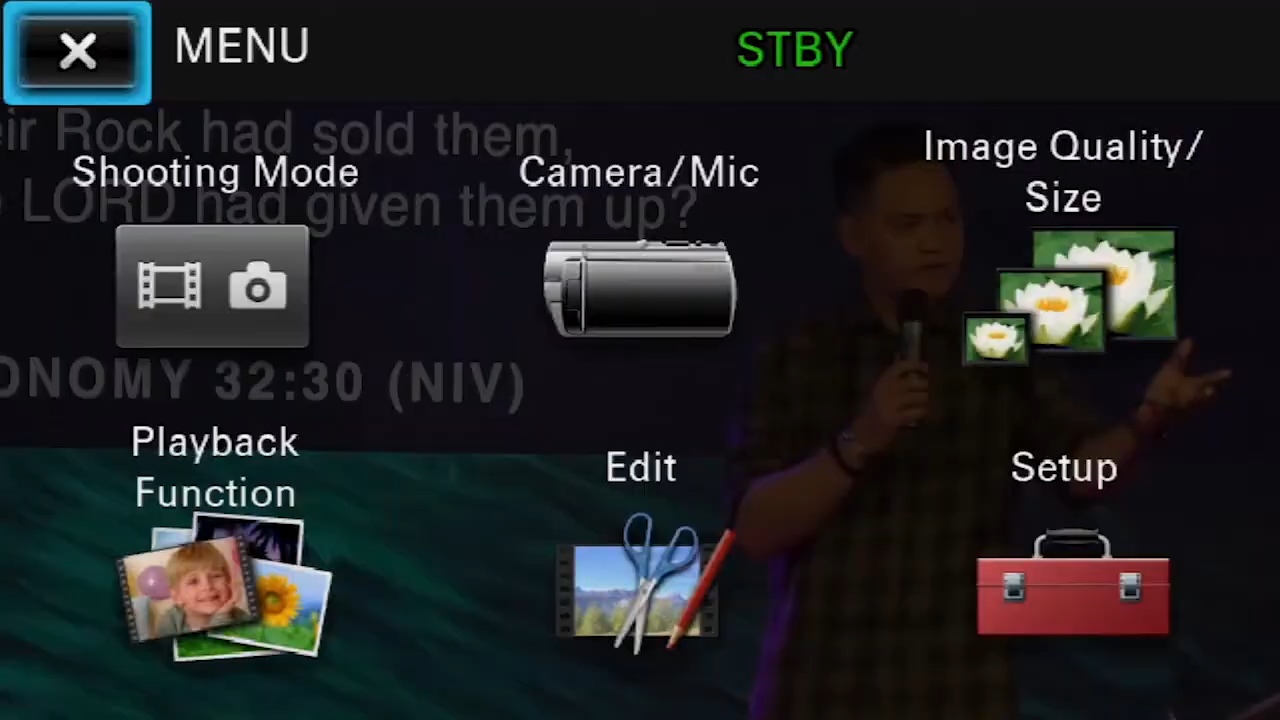 MENU
STBY
eir Rock had sold them,
LORD had given them up?
Shooting Mode
Camera/Mic
Image Quality/
Size
ONOMY 32:30 (NIV)
Playback
Function
Edit
Setup